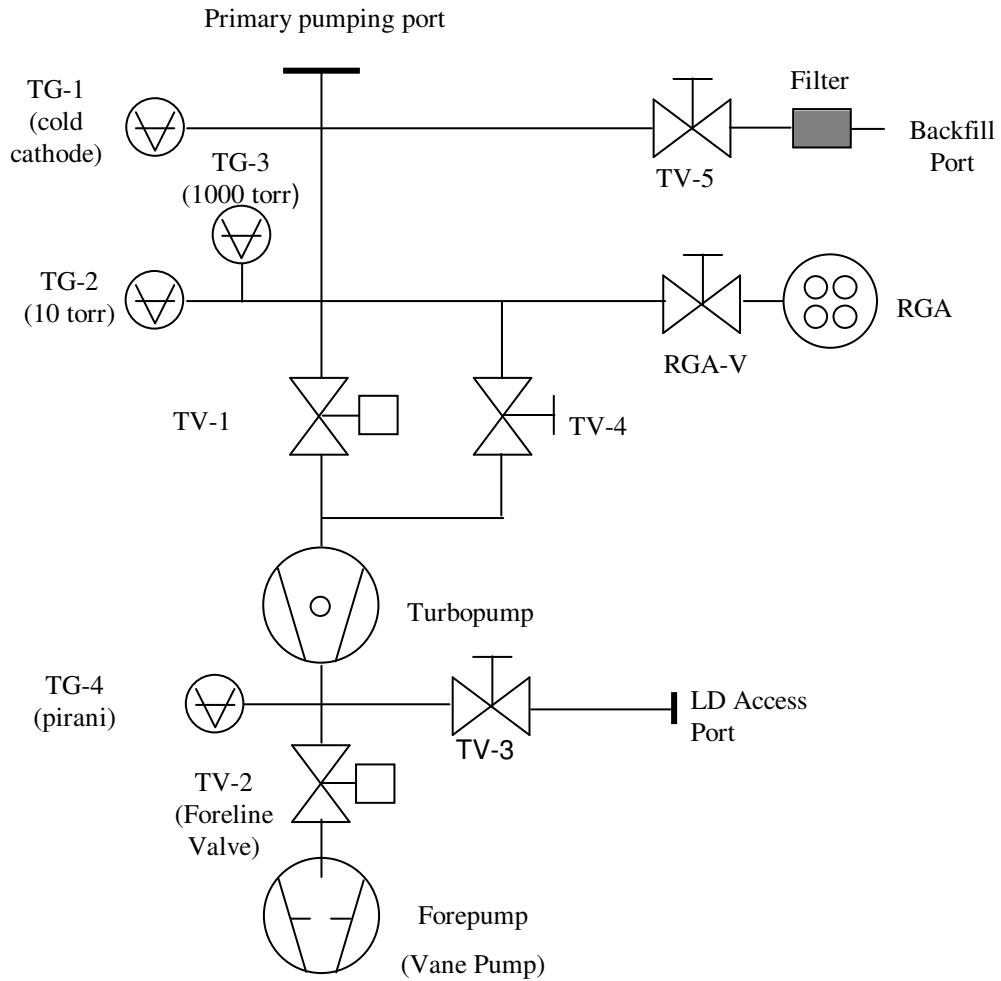 Primary pumping port
TG-1
(cold
cathode)
Filter
Backfill
Port
TV-5
TG-3
(1000 torr)
TG-2
(10 torr)
RGA
RGA-V
TV-1
TV-4
Turbopump
TG-4
(pirani)
LD Access
Port
TV-3
TV-2
(Foreline
Valve)
Forepump
(Vane Pump)